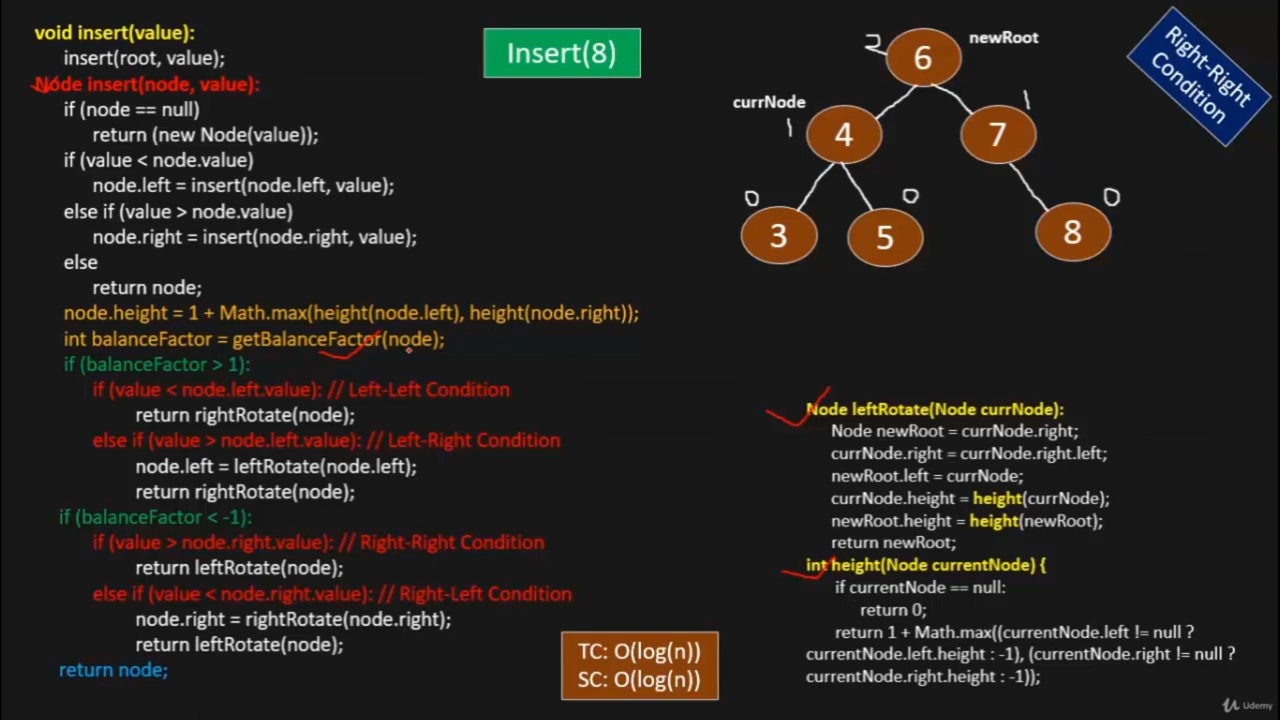 void insert(value):
insert(root, value);
Node insert(node, value):
if (node == null)
return (new Node(value));
if (value < node.value)
node.left = insert(node.left, value);
else if (value > node.value)
node.right = insert(node.right, value);
else
return node;
node.height = 1 + Math.max(height(node.left), height(node.right));
int balanceFactor = getBalanceFactor(node);
if (balanceFactor > 1):
if (value < node.left.value): // Left-Left Condition
return rightRotate(node);
else if (value > node.left.value): // Left-Right Condition
node.left = leftRotate(node.left);
return rightRotate(node);
if (balanceFactor < -1):
if (value > node.right.value): // Right-Right Condition
return leftRotate(node);
else if (value < node.right.value): // Right-Left Condition
node.right = rightRotate(node.right);
return leftRotate(node);
return node;
Insert(8)
TC: O(log(n))
SC: O(log(n))
2
6
newRoot
currNode
1
4
7
1
0
3
5
0
8
0
Right-Right
Condition
Node leftRotate(Node currNode):
Node newRoot = currNode.right;
currNode.right = currNode.right.left;
newRoot.left = currNode;
currNode.height = height(currNode);
newRoot.height = height(newRoot);
return newRoot;
int height(Node currentNode) {
if currentNode == null:
return 0;
return 1 + Math.max((currentNode.left != null ?
currentNode.left.height : -1), (currentNode.right != null ?
currentNode.right.height : -1));
Udemy